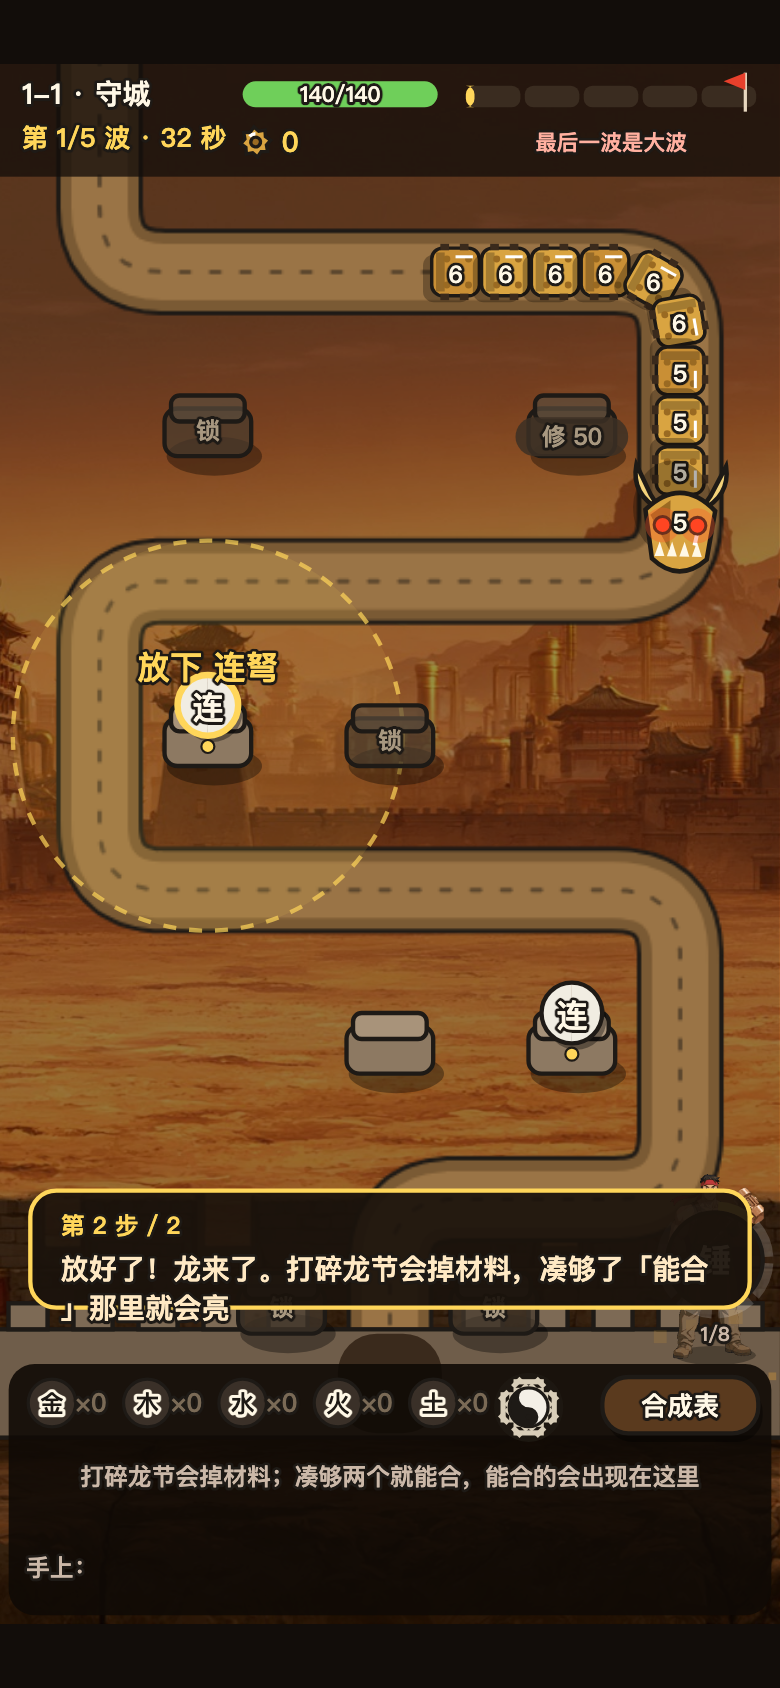 1–1 · 守城
140/140
第 1/5 波 · 32 秒
0
最后一波是大波
6
6
6
6
6
6
5
5
5
5
锁
修 50
放下 连弩
连
锁
连
第 2 步 / 2
放好了！龙来了。打碎龙节会掉材料，凑够了「能合
」那里就会亮
锤
锁
锁
1/8
金 ×0 木 ×0 水 ×0 火 ×0 土 ×0
合成表
打碎龙节会掉材料；凑够两个就能合，能合的会出现在这里
手上：